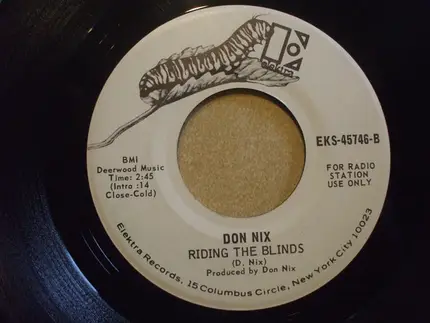 elektra
EKS-45746-B
BMI
Deerwood Music
Time: 2:45
(Intro :14
Close-Cold)
FOR RADIO
STATION
USE ONLY
DON NIX
RIDING THE BLINDS
(D. Nix)
Produced by Don Nix
Elektra Records, 15 Columbus Circle, New York City 10023